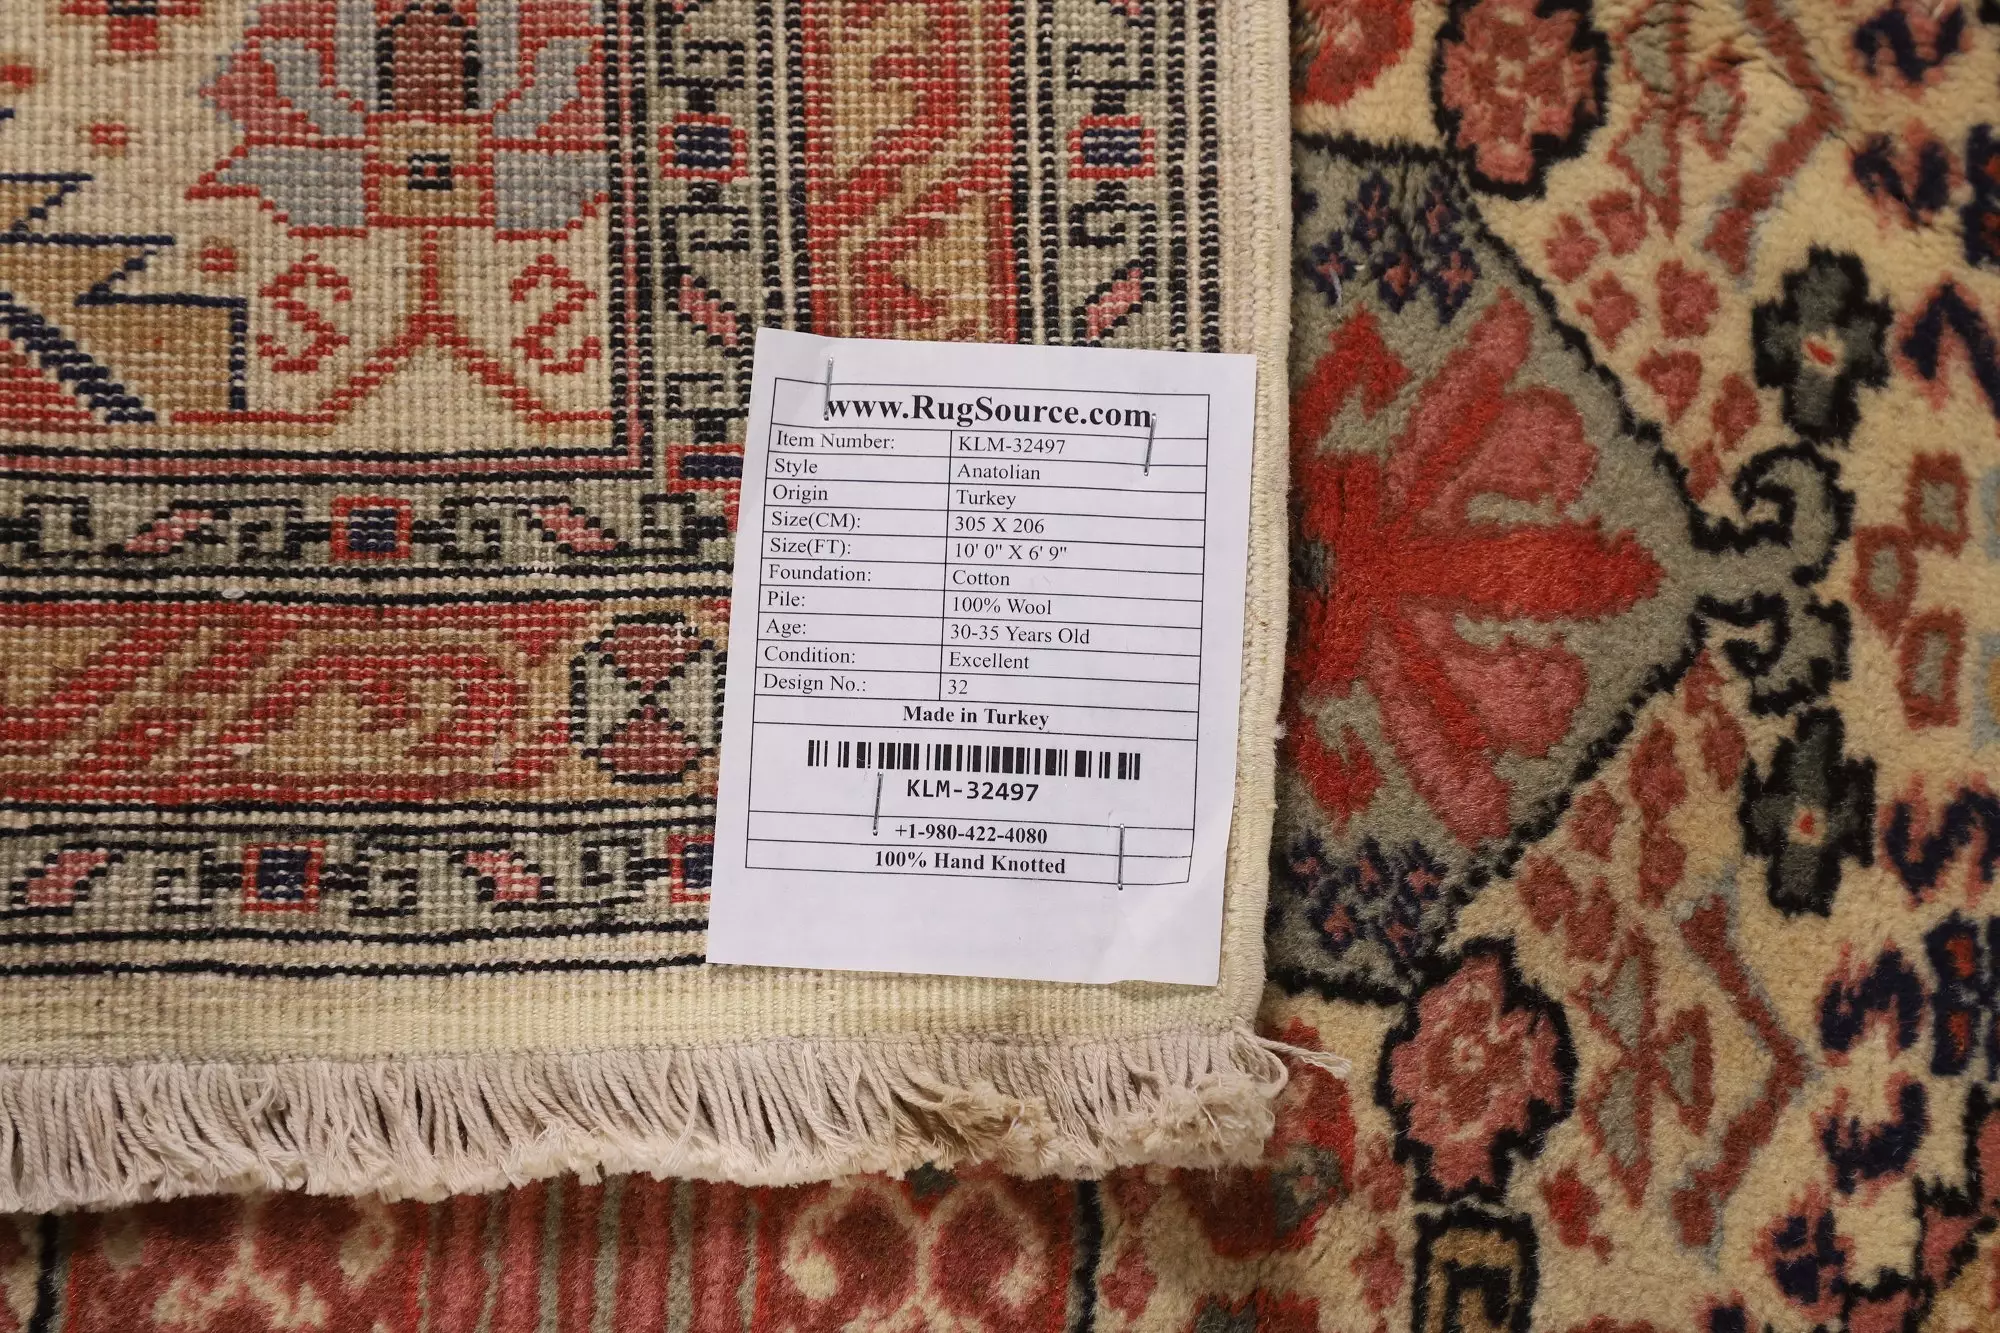 www.RugSource.com
Item Number: KLM-32497
Style Anatolian
Origin Turkey
Size(CM): 305 X 206
Size(FT): 10' 0" X 6' 9"
Foundation: Cotton
Pile: 100% Wool
Age: 30-35 Years Old
Condition: Excellent
Design No.: 32
Made in Turkey
KLM-32497
+1-980-422-4080
100% Hand Knotted